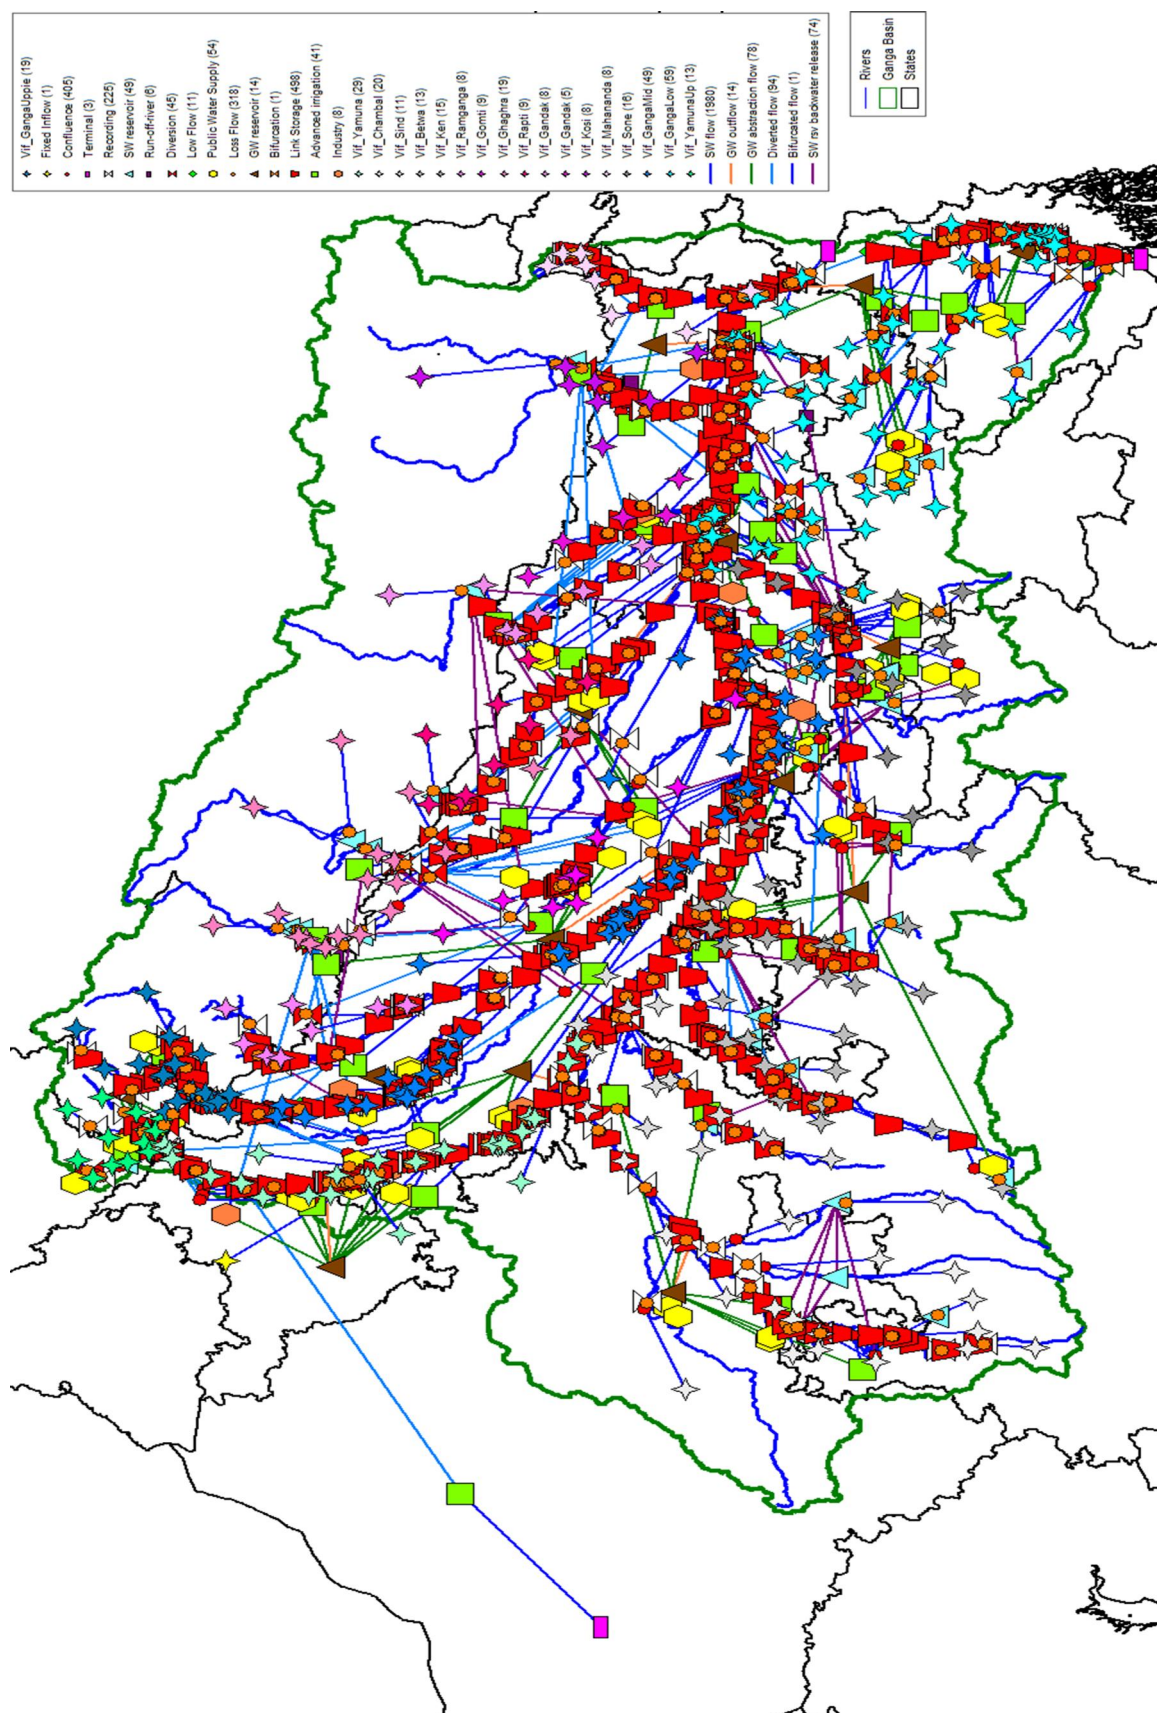 Vif_GangaUppie (19)
Fixed Inflow (1)
Confluence (405)
Terminal (3)
Recording (225)
SW reservoir (49)
Run-off-river (6)
Diversion (45)
Low Flow (11)
Public Water Supply (54)
Loss Flow (318)
GW reservoir (14)
Bifurcation (1)
Link Storage (498)
Advanced irrigation (41)
Industry (8)
Vif_Yamuna (29)
Vif_Chambal (20)
Vif_Sind (11)
Vif_Betwa (13)
Vif_Ken (15)
Vif_Ramganga (8)
Vif_Gomti (9)
Vif_Ghaghra (19)
Vif_Rapti (9)
Vif_Gandak (8)
Vif_Gandak (5)
Vif_Kosi (8)
Vif_Mahananda (8)
Vif_Sone (16)
Vif_GangaMid (49)
Vif_GangaLow (59)
Vif_YamunaUp (13)
SW flow (1980)
GW outflow (14)
GW abstraction flow (78)
Diverted flow (94)
Bifurcated flow (1)
SW rsv backwater release (74)
Rivers
Ganga Basin
States